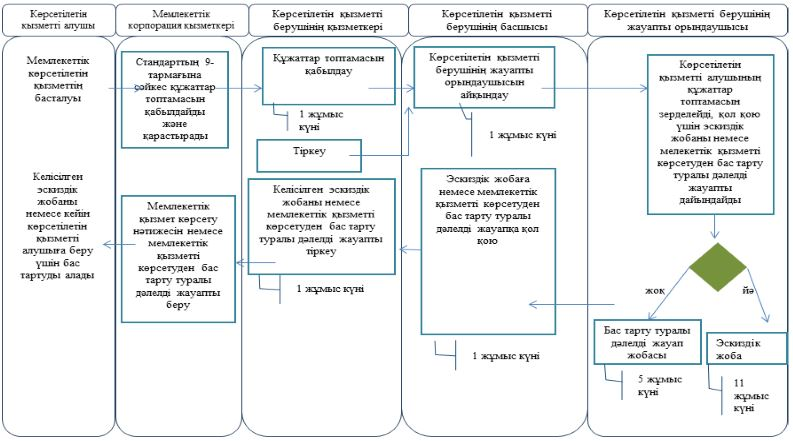 Көрсетілетін
қызметті алушы
Мемлекеттік
корпорация қызметкері
Көрсетілетін қызметті
берушінің қызметкері
Көрсетілетін қызметті
берушінің басшысы
Көрсетілетін қызметті берушінің
жауапты орындаушысы
Мемлекеттік
көрсетілетін
қызметтің
басталуы
Стандарттың 9-
тармағына
сәйкес құжаттар
топтамасын
қабылдайды
және
қарастырады
Құжаттар топтамасын
қабылдау
1 жұмыс
күні
Тіркеу
Көрсетілетін қызметті
берушінің жауапты
орындаушысын
айқындау
1 жұмыс күні
Көрсетілетін
қызметті алушының
құжаттар
топтамасын
зерделейді, қол қою
үшін эскиздік
жобаны немесе
мелекеттік қызметті
көрсетуден бас тарту
туралы дәлелді
жауапты
дайындайды
Келісілген
эскиздік
жобаны
немесе кейін
көрсетілетін
қызметті
алушыға беру
үшін бас
тартуды алады
Мемлекеттік
қызмет көрсету
нәтижесін немесе
мемлекеттік
қызметті
көрсетуден бас
тарту туралы
дәлелді жауапты
беру
Келісілген эскиздік
жобаны немесе
мемлекеттік қызметті
көрсетуден бас тарту
туралы дәлелді жауапты
тіркеу
1 жұмыс күні
Эскиздік жобаға
немесе мемлекеттік
қызметті көрсетуден
бас тарту туралы
дәлелді жауапқа қол
қою
1 жұмыс күні
жоқ
йә
Бас тарту туралы
дәлелді жауап
жобасы
5 жұмыс
күні
Эскиздік
жоба
11
жұмыс
күні